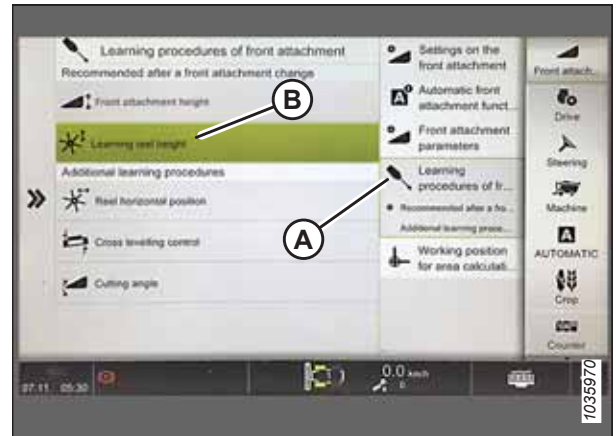 Learning procedures of front attachment
Recommended after a front attachment change
Front attachment height
Learning reel height
Additional learning procedures
Reel horizontal position
Cross levelling control
Cutting angle
B
A
Settings on the
front attachment
Automatic front
attachment funct...
Front attachment
parameters
Learning
procedures of fr...
Recommended after a fro...
Additional learning proce...
Working position
for area calculati...
Front attach...
Drive
Steering
Machine
A
AUTOMATIC
Crop
Counter
07.11 05:30
0.0 km/h
0
1035970